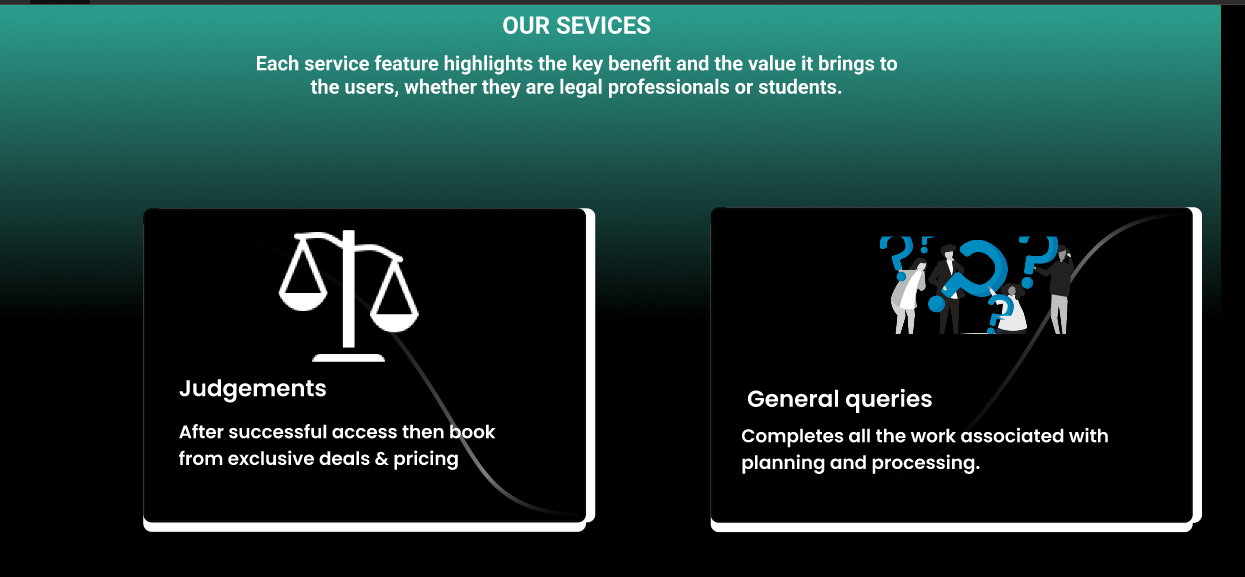 OUR SEVICES
Each service feature highlights the key benefit and the value it brings to
the users, whether they are legal professionals or students.
Judgements
After successful access then book
from exclusive deals & pricing
General queries
Completes all the work associated with
planning and processing.